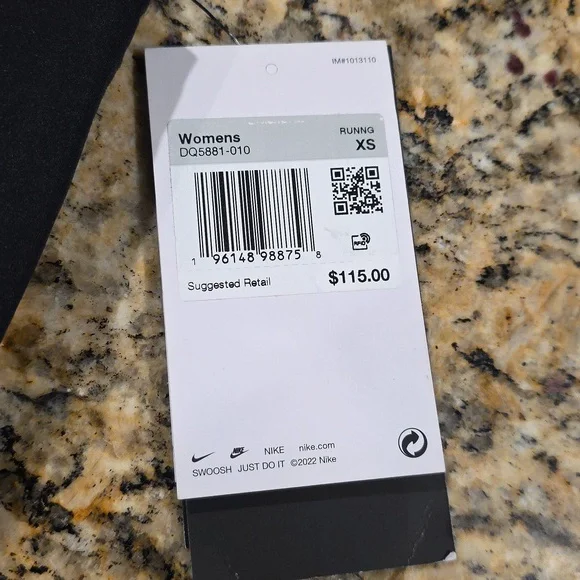 IM#1013110
Womens RUNNG
DQ5881-010 XS
1 96148 98875 8
RFID
Suggested Retail $115.00
NIKE nike.com
SWOOSH JUST DO IT ©2022 Nike